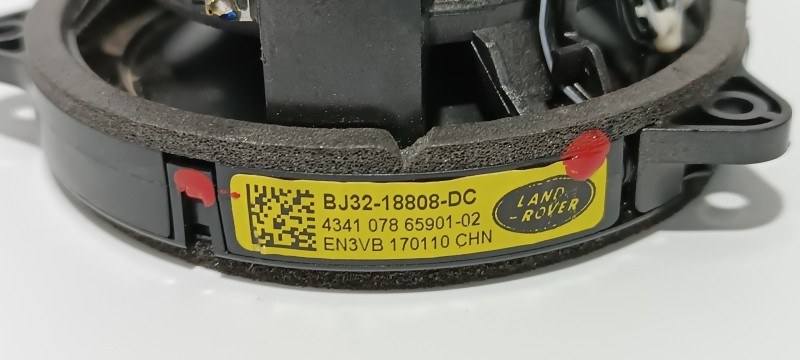 BJ32-18808-DC
4341 078 65901-02
EN3VB 170110 CHN
LAND-
-ROVER